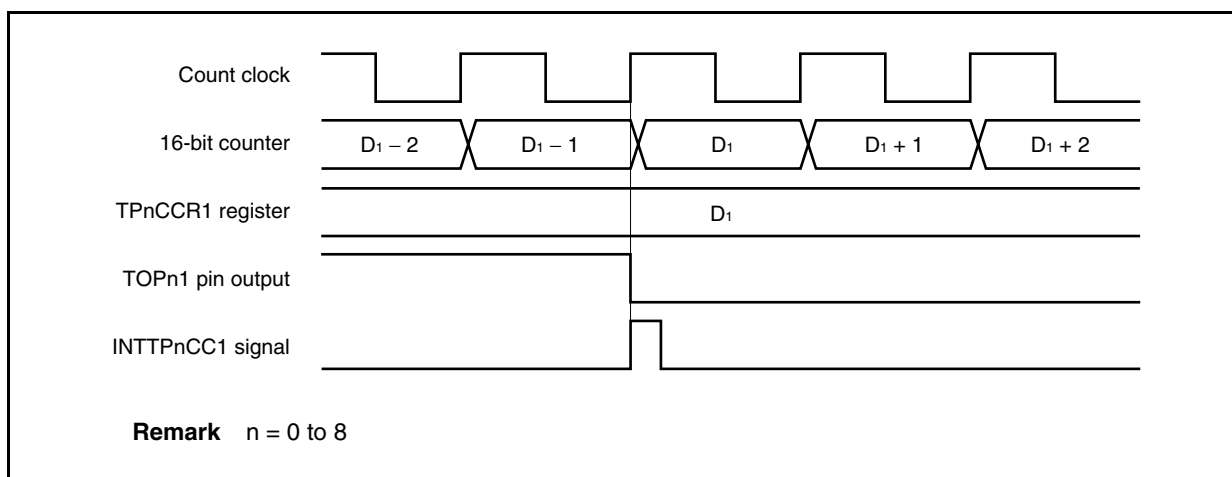 Count clock
16-bit counter D₁ – 2 D₁ – 1 D₁ D₁ + 1 D₁ + 2
TPnCCR1 register D₁
TOPn1 pin output
INTTPnCC1 signal
Remark n = 0 to 8